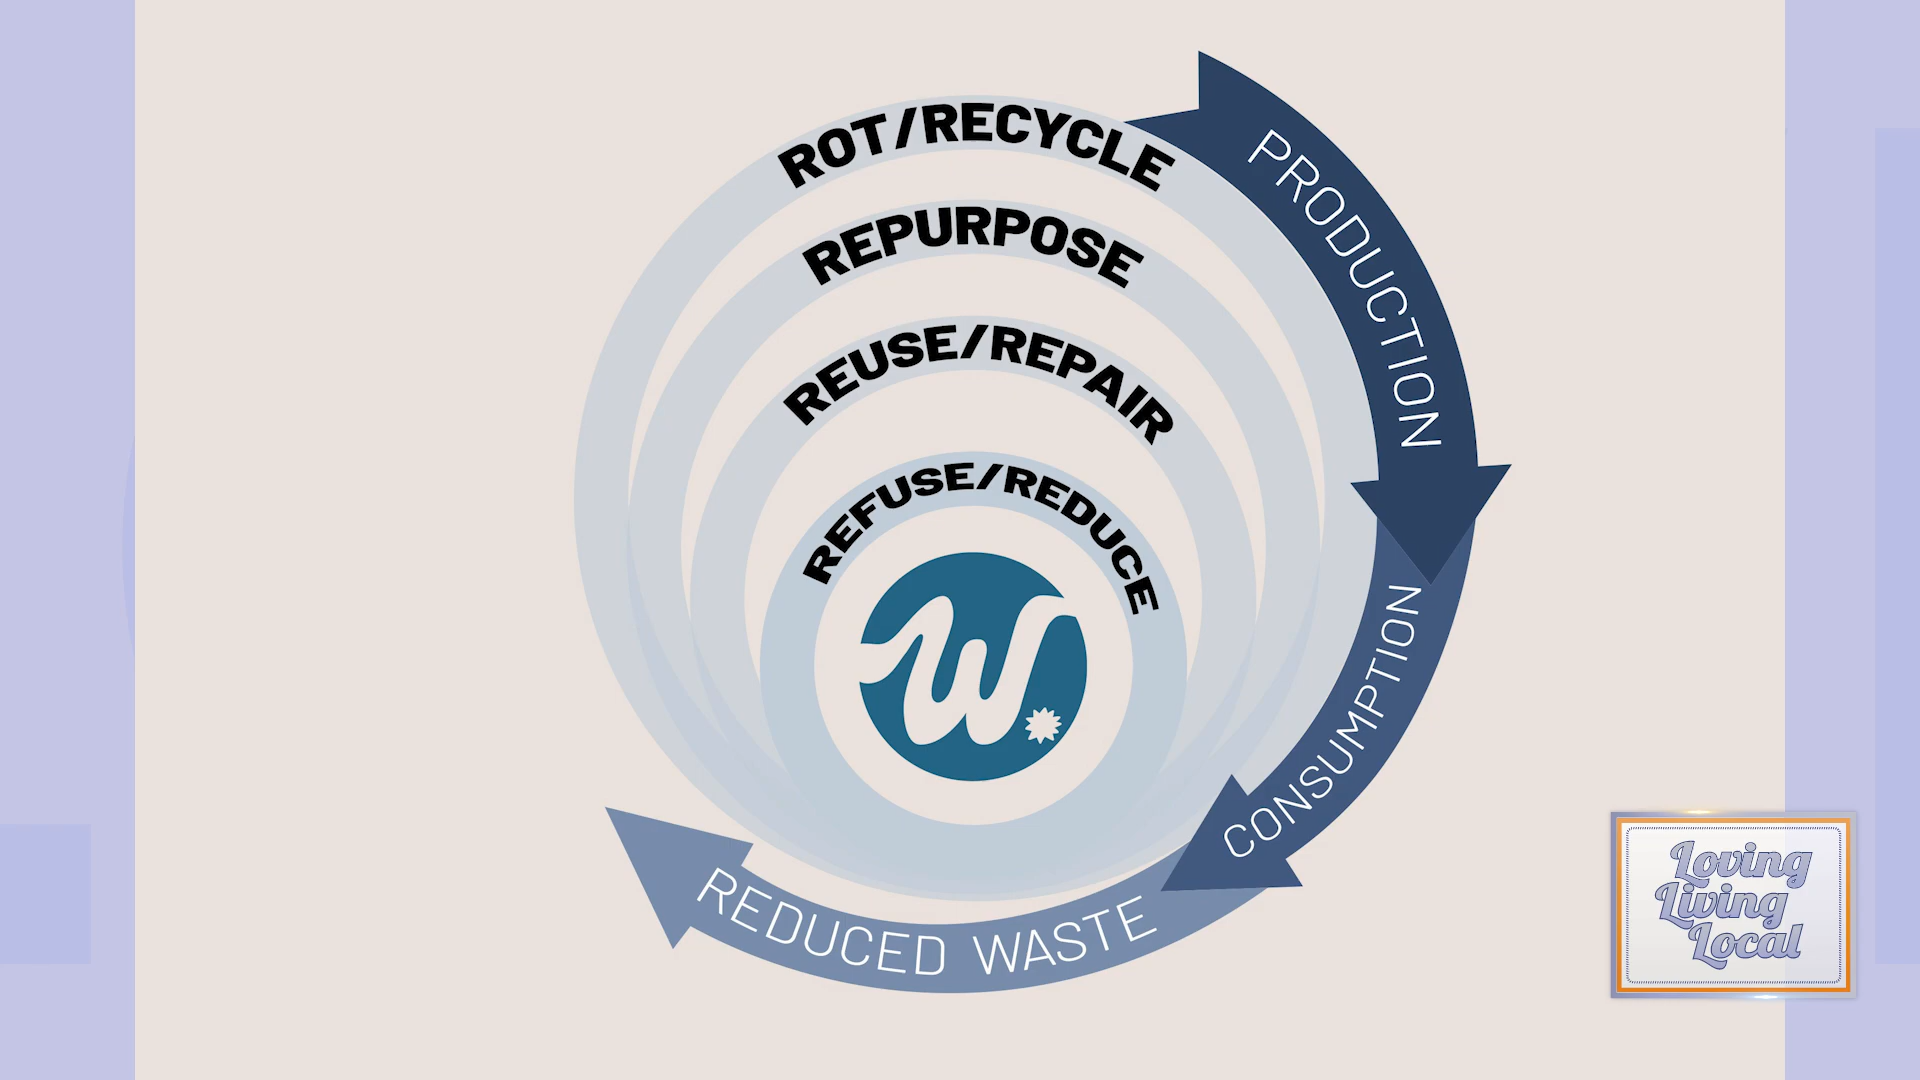 ROT/RECYCLE
REPURPOSE
REUSE/REPAIR
REFUSE/REDUCE
W.
PRODUCTION
CONSUMPTION
REDUCED WASTE
Loving
Living
Local